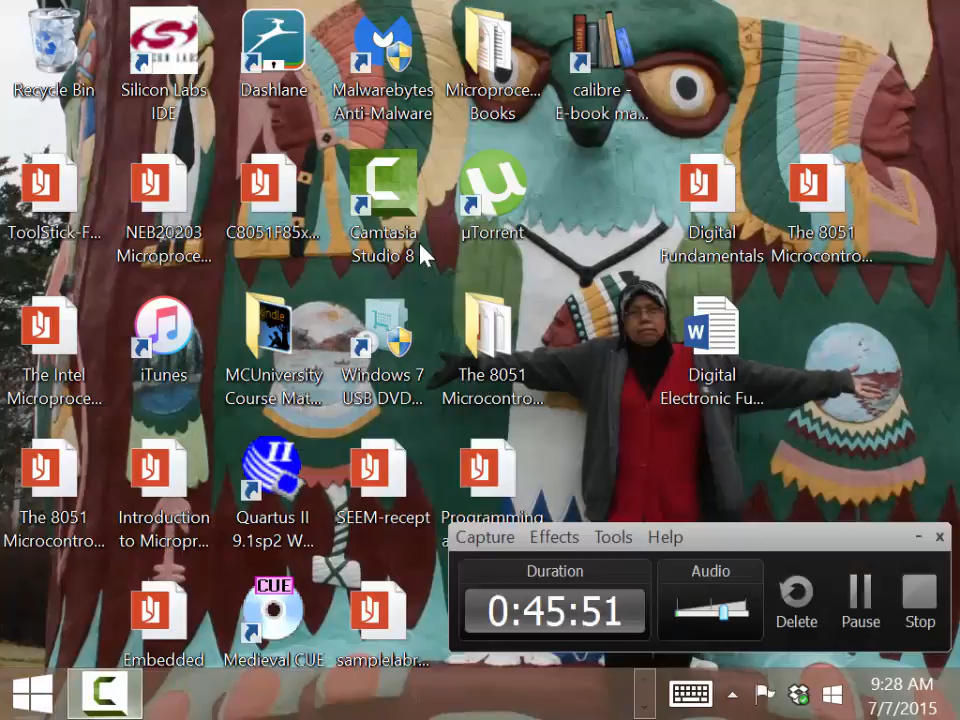 Recycle Bin
Silicon Labs
IDE
Dashlane
Malwarebytes
Anti-Malware
Microproce...
Books
calibre -
E-book ma...
ToolStick-F...
NEB20203
Microproce...
C8051F85x...
Camtasia
Studio 8
µTorrent
Digital
Fundamentals
The 8051
Microcontro...
The Intel
Microproce...
iTunes
kindle
MCUniversity
Course Mat...
Windows 7
USB DVD...
The 8051
Microcontro...
Digital
Electronic Fu...
The 8051
Microcontro...
Introduction
to Micropr...
II
Quartus II
9.1sp2 W...
SEEM-recept
Programming
Embedded
CUE
Medieval CUE
samplelabr...
Capture Effects Tools Help
Duration
0:45:51
Audio
Delete
Pause
Stop
9:28 AM
7/7/2015